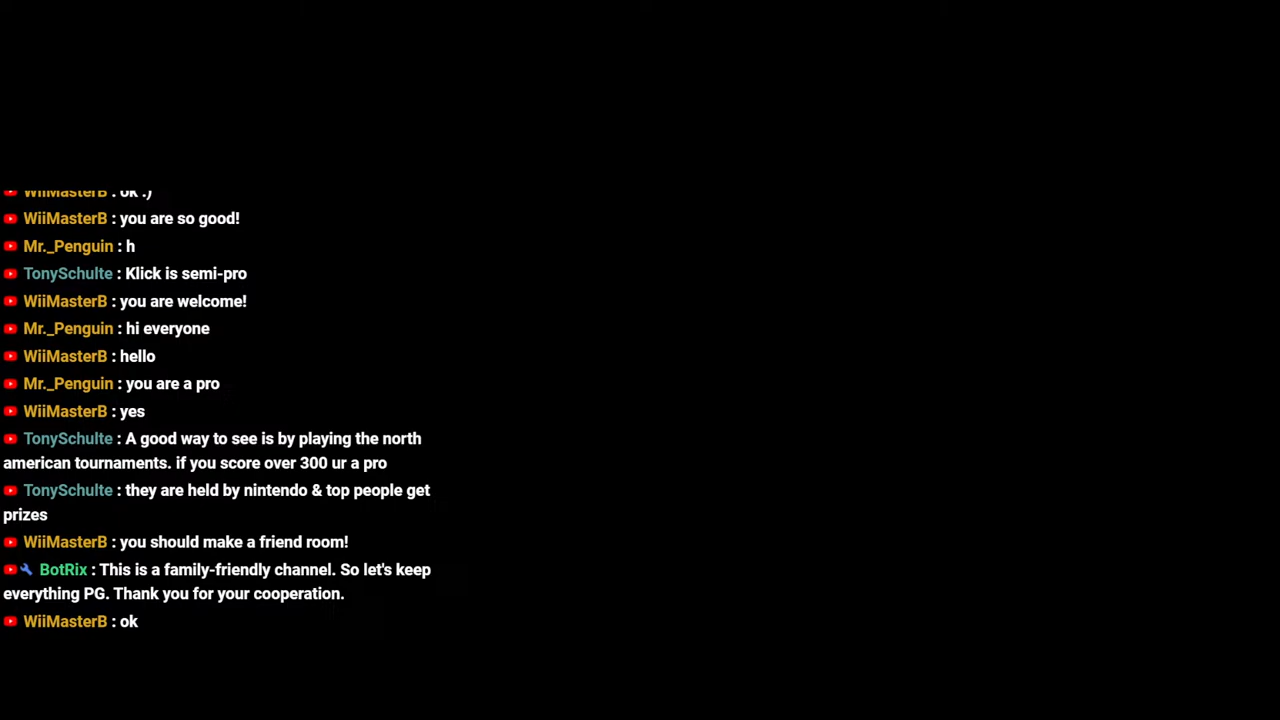 WiiMasterB : ok :)
WiiMasterB : you are so good!
Mr._Penguin : h
TonySchulte : Klick is semi-pro
WiiMasterB : you are welcome!
Mr._Penguin : hi everyone
WiiMasterB : hello
Mr._Penguin : you are a pro
WiiMasterB : yes
TonySchulte : A good way to see is by playing the north
american tournaments. if you score over 300 ur a pro
TonySchulte : they are held by nintendo & top people get
prizes
WiiMasterB : you should make a friend room!
BotRix : This is a family-friendly channel. So let's keep
everything PG. Thank you for your cooperation.
WiiMasterB : ok